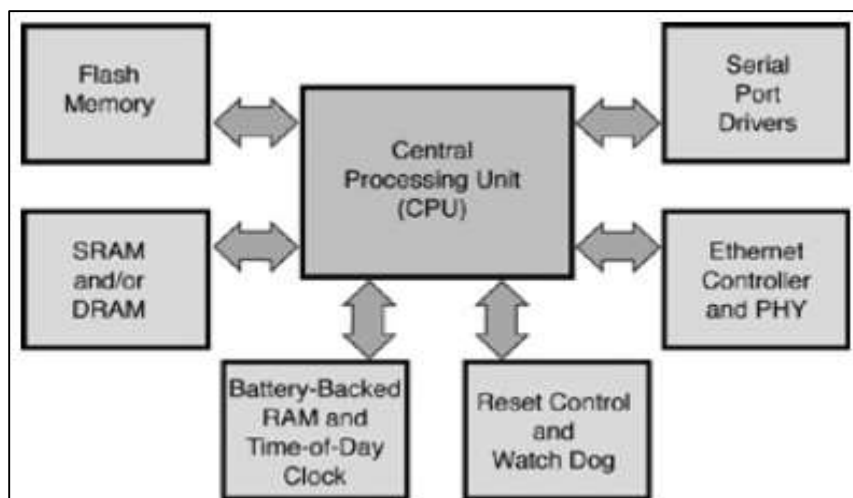 Flash
Memory
Serial
Port
Drivers
Central
Processing Unit
(CPU)
SRAM
and/or
DRAM
Ethernet
Controller
and PHY
Battery-Backed
RAM and
Time-of-Day
Clock
Reset Control
and
Watch Dog